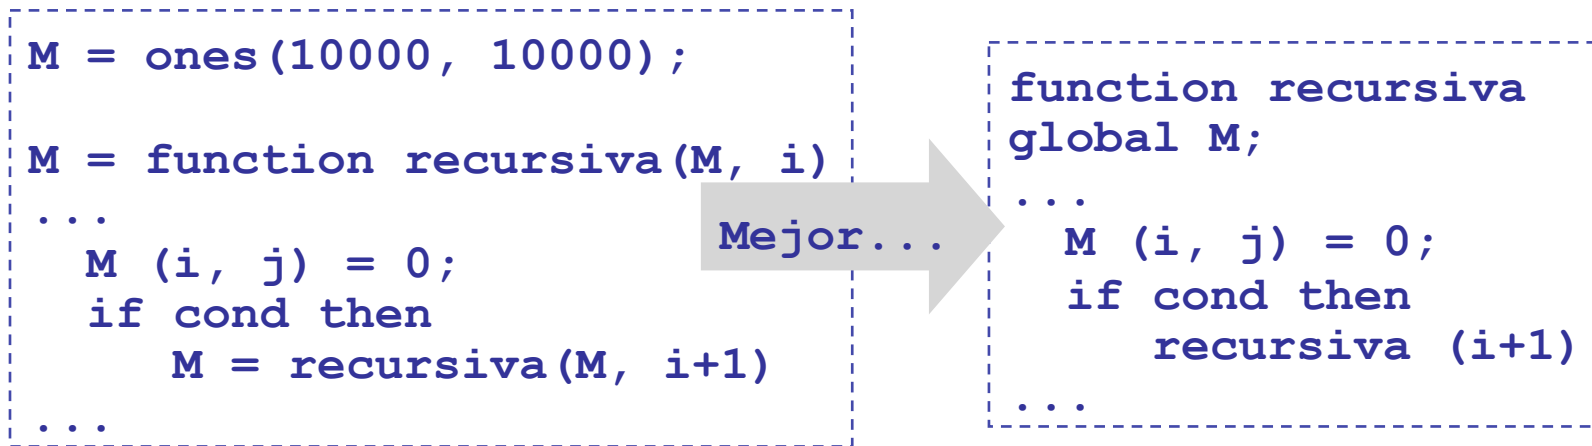 M = ones(10000, 10000);
M = function recursiva(M, i)
...
M (i, j) = 0;
if cond then
M = recursiva(M, i+1)
...
Mejor...
function recursiva
global M;
...
M (i, j) = 0;
if cond then
recursiva (i+1)
...